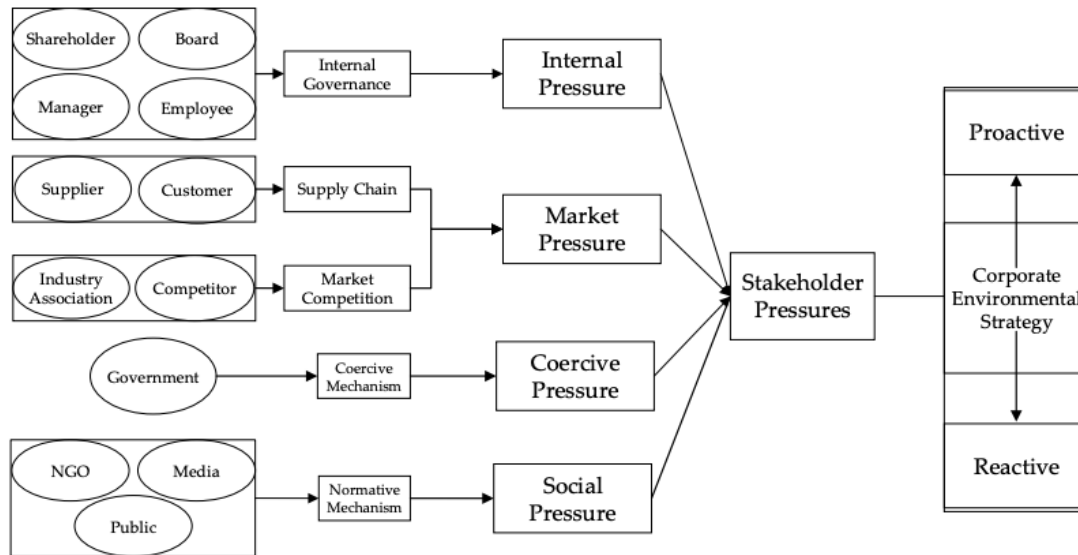 Shareholder
Board
Manager
Employee
Internal
Governance
Internal
Pressure
Supplier
Customer
Supply Chain
Industry
Association
Competitor
Market
Competition
Market
Pressure
Government
Coercive
Mechanism
Coercive
Pressure
NGO
Media
Public
Normative
Mechanism
Social
Pressure
Stakeholder
Pressures
Proactive
Corporate
Environmental
Strategy
Reactive